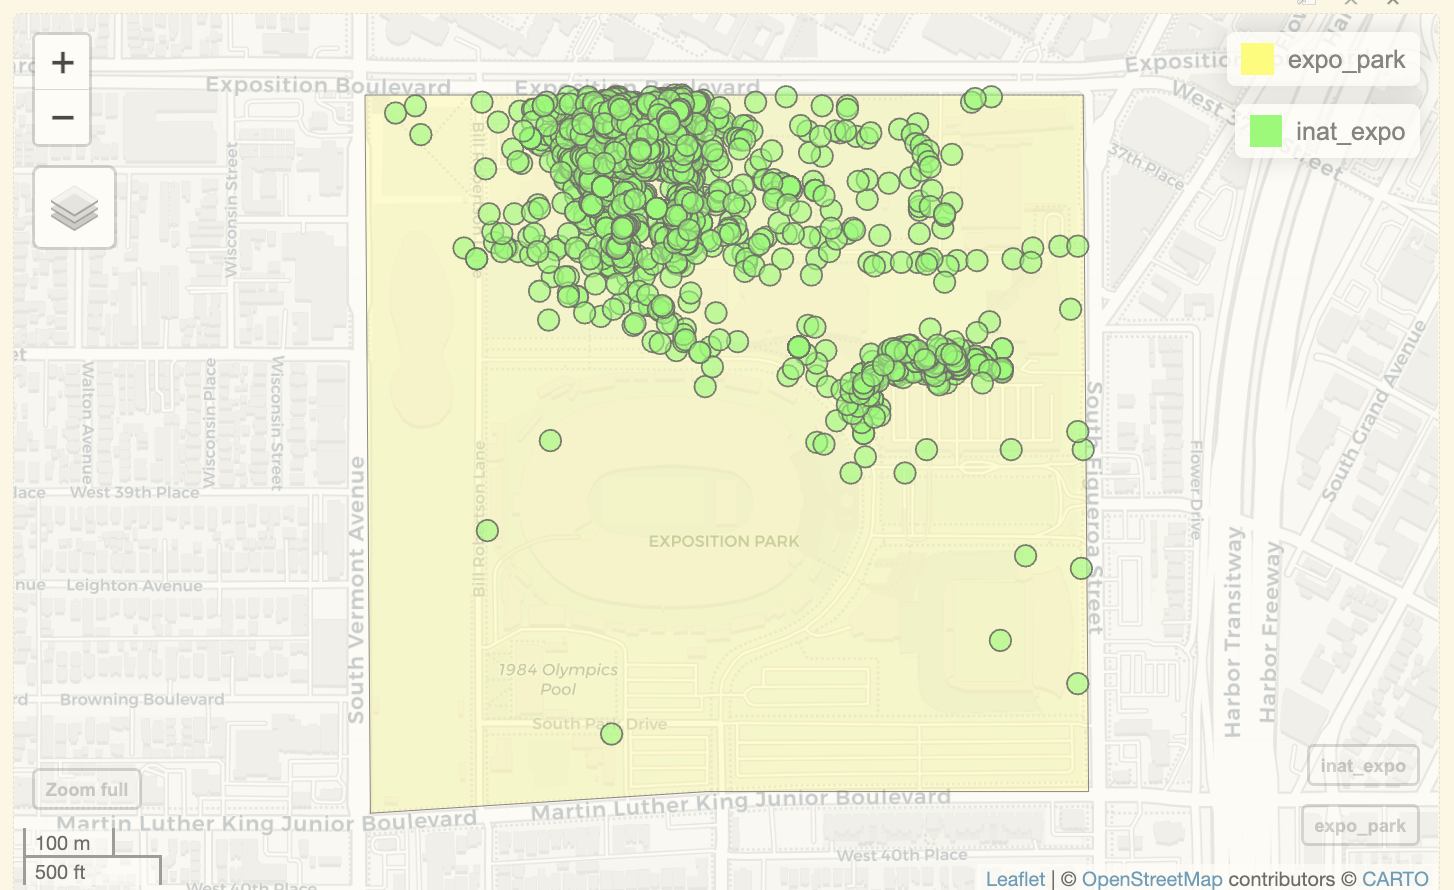 +
−
Exposition Boulevard
Exposition Boulevard
expo_park
inat_expo
37th Place
Wisconsin Street
Walton Avenue
Wisconsin Place
Wisconsin Street
West 39th Place
Leighton Avenue
Browning Boulevard
South Vermont Avenue
Bill Robertson Lane
EXPOSITION PARK
1984 Olympics
Pool
South Park Drive
South Figueroa Street
Flower Drive
South Grand Avenue
Harbor Transitway
Harbor Freeway
Zoom full
inat_expo
expo_park
Martin Luther King Junior Boulevard
Martin Luther King Junior Boulevard
100 m
500 ft
West 40th Place
West 40th Place
Leaflet | © OpenStreetMap contributors © CARTO